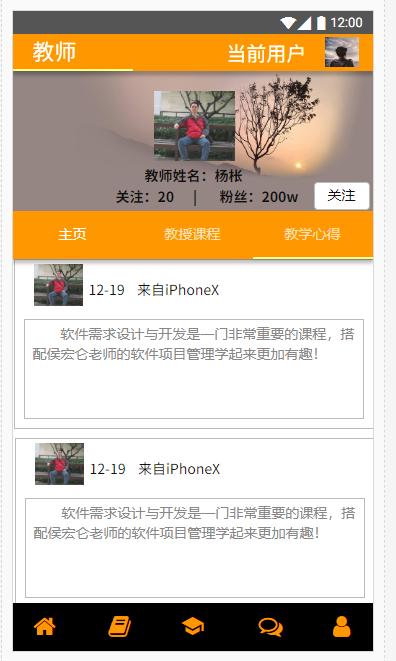 12:00
教师 当前用户
教师姓名：杨枨
关注：20 | 粉丝：200w 关注
主页 教授课程 教学心得
12-19 来自iPhoneX
软件需求设计与开发是一门非常重要的课程，搭
配侯宏仑老师的软件项目管理学起来更加有趣！
12-19 来自iPhoneX
软件需求设计与开发是一门非常重要的课程，搭
配侯宏仑老师的软件项目管理学起来更加有趣！